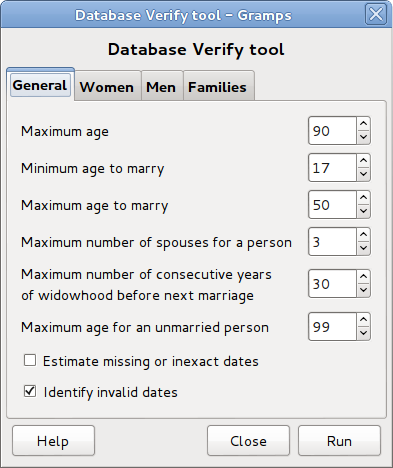 Database Verify tool – Gramps
Database Verify tool
General Women Men Families
Maximum age 90
Minimum age to marry 17
Maximum age to marry 50
Maximum number of spouses for a person 3
Maximum number of consecutive years
of widowhood before next marriage 30
Maximum age for an unmarried person 99
Estimate missing or inexact dates
Identify invalid dates
Help Close Run